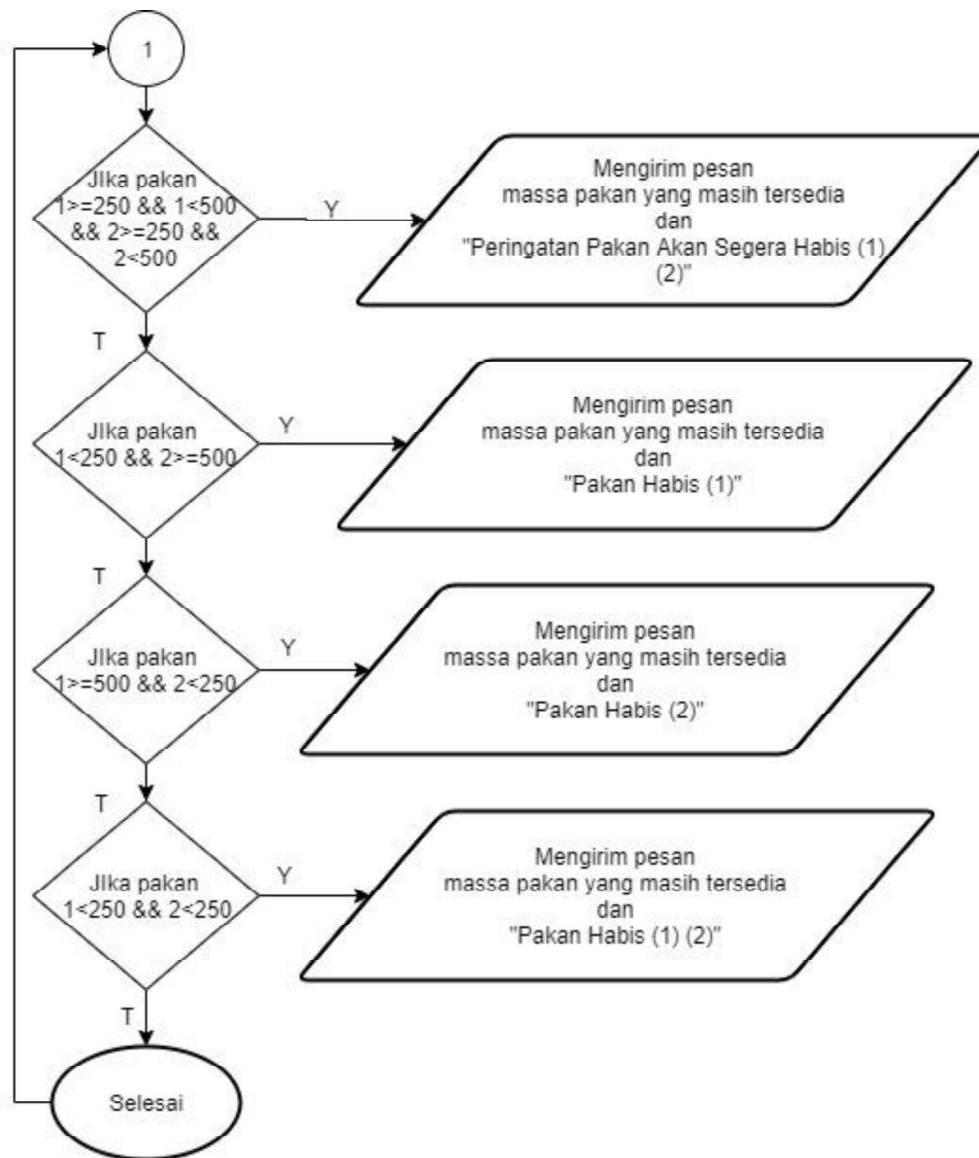 1
JIka pakan
1>=250 && 1<500
&& 2>=250 &&
2<500
Y
Mengirim pesan
massa pakan yang masih tersedia
dan
"Peringatan Pakan Akan Segera Habis (1)
(2)"
T
JIka pakan
1<250 && 2>=500
Y
Mengirim pesan
massa pakan yang masih tersedia
dan
"Pakan Habis (1)"
T
JIka pakan
1>=500 && 2<250
Y
Mengirim pesan
massa pakan yang masih tersedia
dan
"Pakan Habis (2)"
T
JIka pakan
1<250 && 2<250
Y
Mengirim pesan
massa pakan yang masih tersedia
dan
"Pakan Habis (1) (2)"
T
Selesai